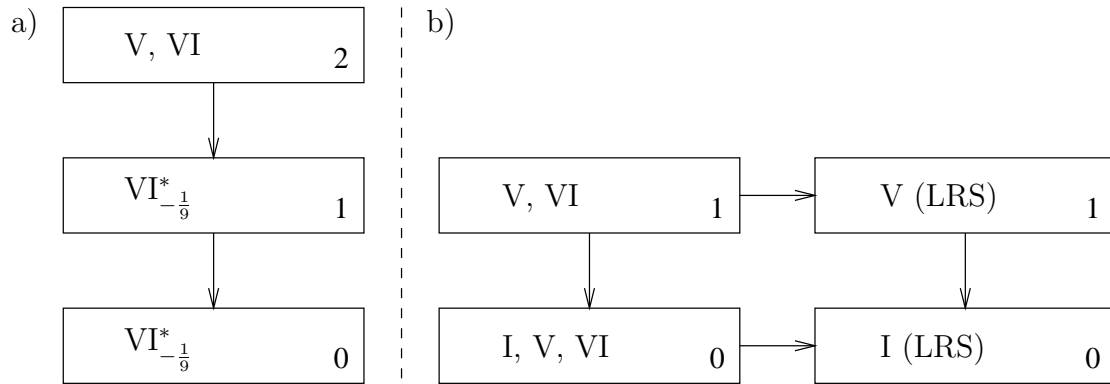 a)
V, VI 2
VI*_{-1/9} 1
VI*_{-1/9} 0
b)
V, VI 1
V (LRS) 1
I, V, VI 0
I (LRS) 0